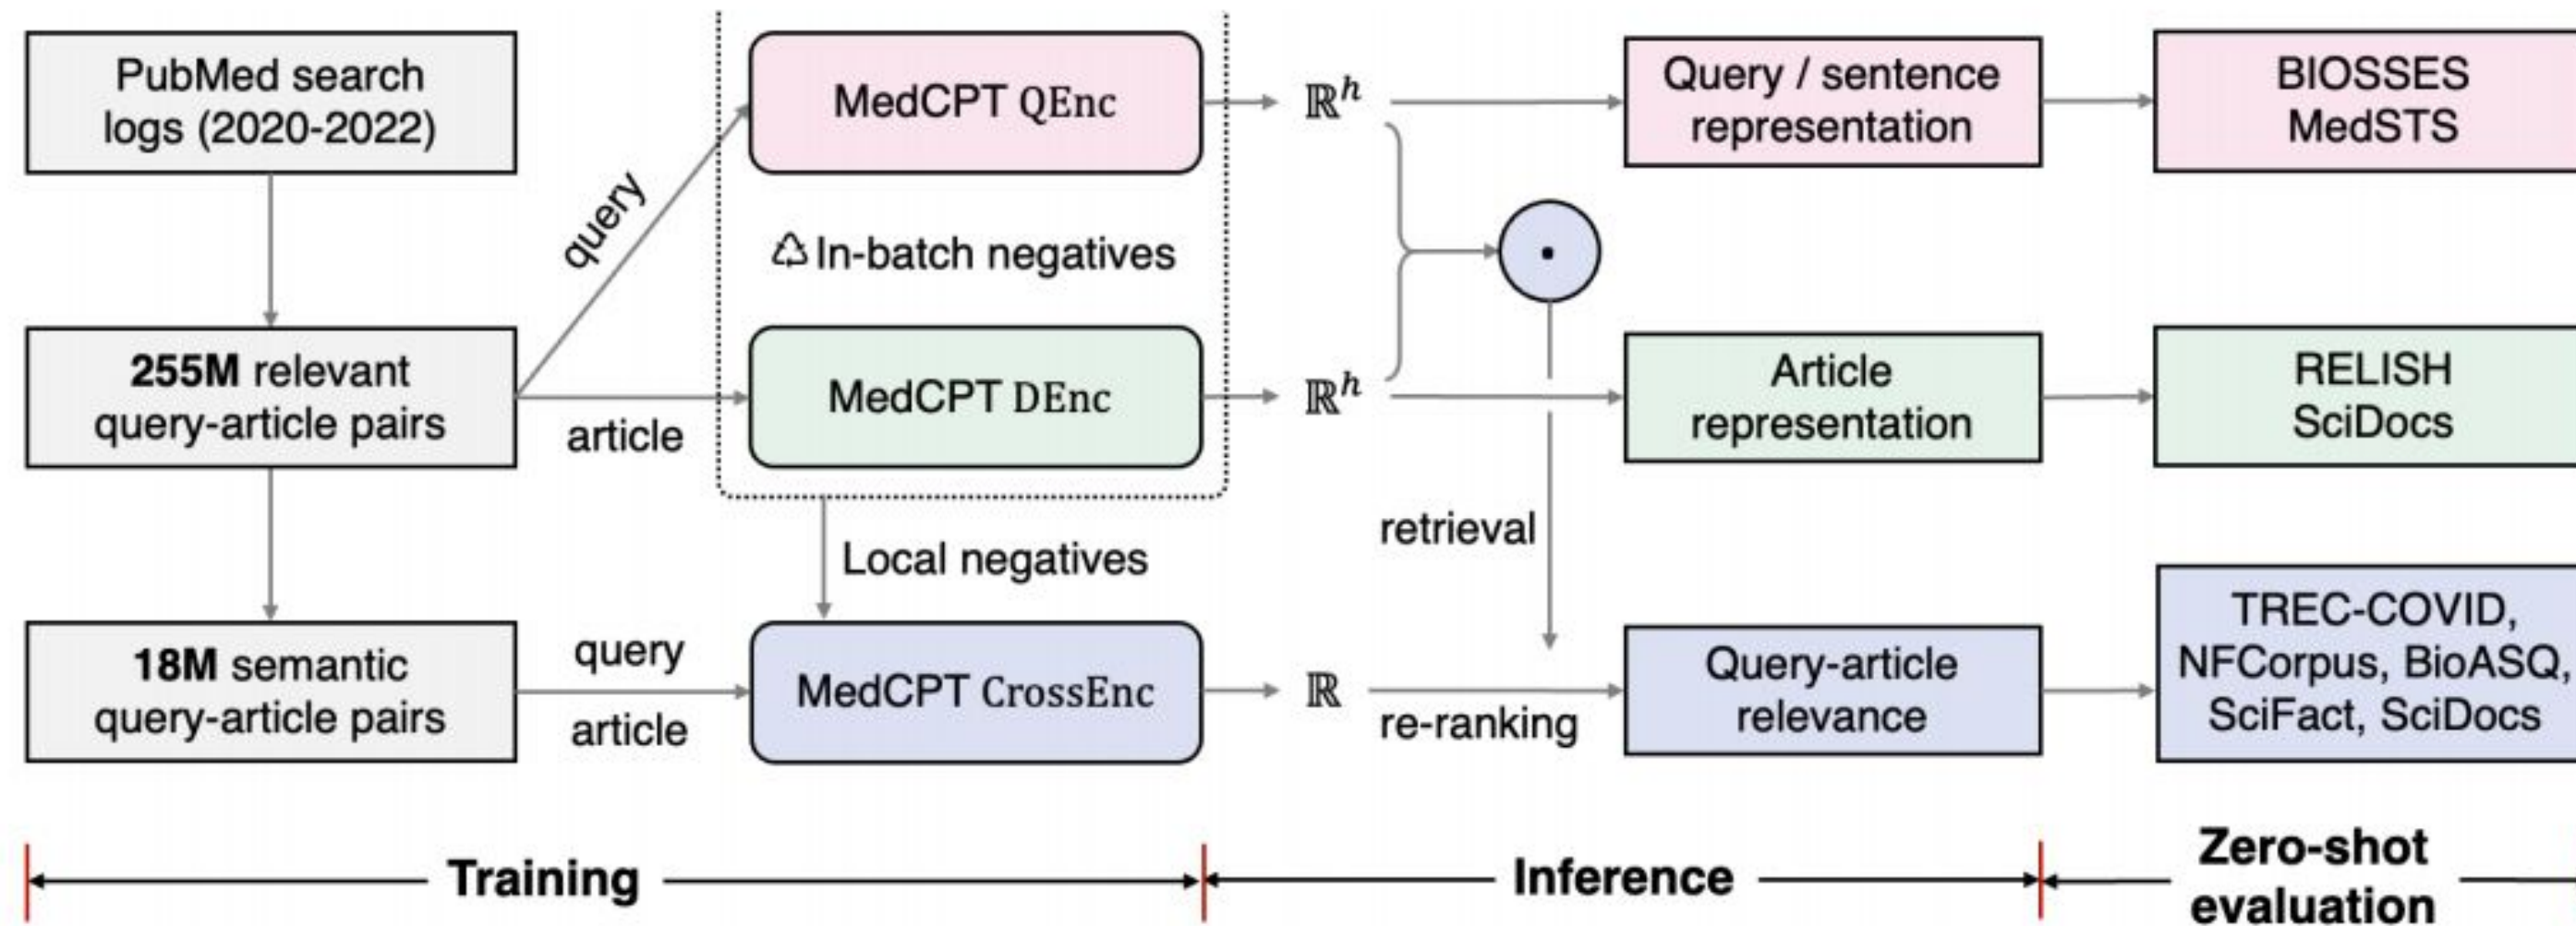 PubMed search
logs (2020-2022)
255M relevant
query-article pairs
18M semantic
query-article pairs
query
article
query
article
MedCPT QEnc
♺ In-batch negatives
MedCPT DEnc
Local negatives
MedCPT CrossEnc
ℝʰ
ℝʰ
ℝ
retrieval
re-ranking
Query / sentence
representation
Article
representation
Query-article
relevance
BIOSSES
MedSTS
RELISH
SciDocs
TREC-COVID,
NFCorpus, BioASQ,
SciFact, SciDocs
Training
Inference
Zero-shot
evaluation